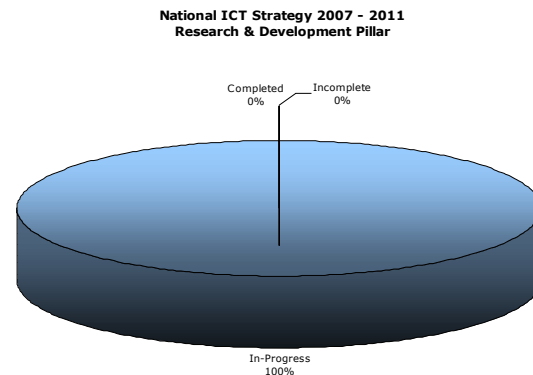 National ICT Strategy 2007 - 2011
Research & Development Pillar
Completed
0%
Incomplete
0%
In-Progress
100%